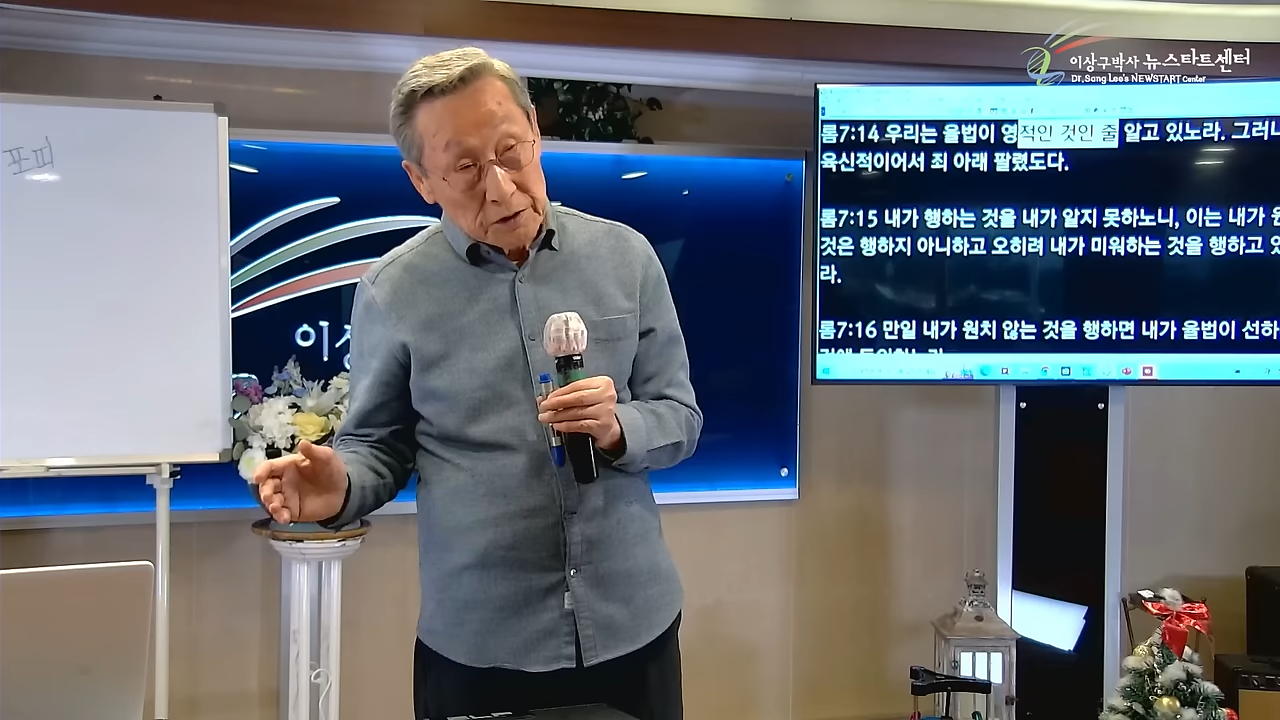 이상구박사 뉴스타트센터
Dr. Sang Lee's NEWSTART Center
포피
롬7:14 우리는 율법이 영적인 것인 줄 알고 있노라. 그러나
육신적이어서 죄 아래 팔렸도다.
롬7:15 내가 행하는 것을 내가 알지 못하노니, 이는 내가
것은 행하지 아니하고 오히려 내가 미워하는 것을 행하고
라.
롬7:16 만일 내가 원치 않는 것을 행하면 내가 율법이 선하
이상